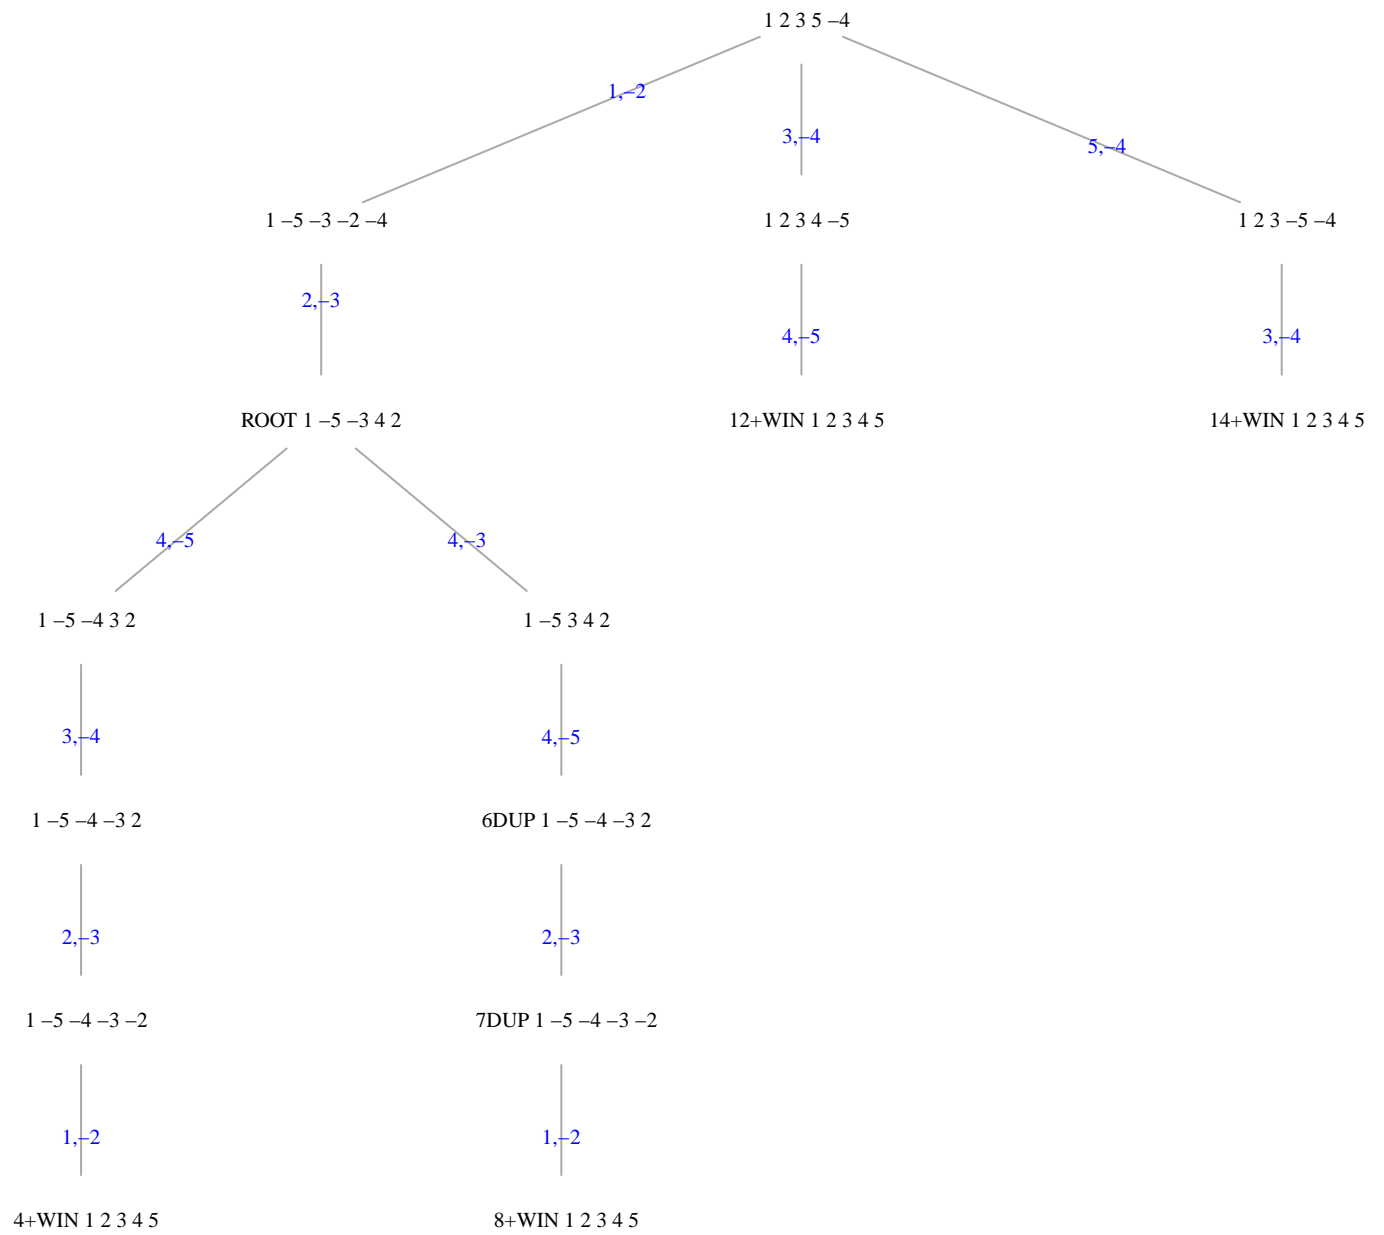 1 2 3 5 –4
1,–2
3,–4
5,–4
1 –5 –3 –2 –4
1 2 3 4 –5
1 2 3 –5 –4
2,–3
4,–5
3,–4
ROOT 1 –5 –3 4 2
12+WIN 1 2 3 4 5
14+WIN 1 2 3 4 5
4,–5
4,–3
1 –5 –4 3 2
1 –5 3 4 2
3,–4
4,–5
1 –5 –4 –3 2
6DUP 1 –5 –4 –3 2
2,–3
2,–3
1 –5 –4 –3 –2
7DUP 1 –5 –4 –3 –2
1,–2
1,–2
4+WIN 1 2 3 4 5
8+WIN 1 2 3 4 5